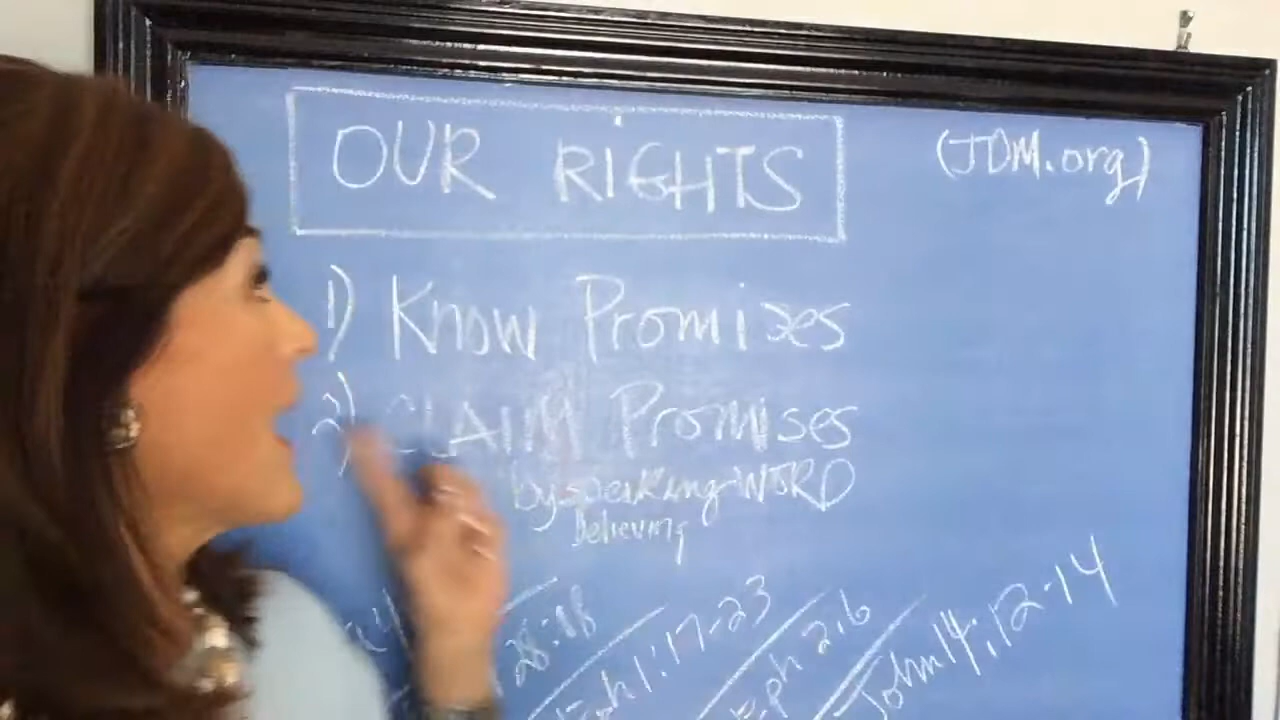 OUR RIGHTS
(JDM.org)
1) Know Promises
2) CLAIM Promises
by speaking WORD
Believing
28:18
Eph 1:17-23
Eph 2,6
John 14:12-14